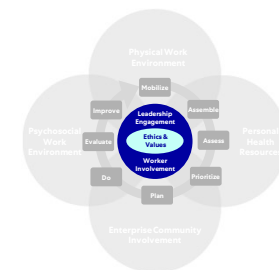 Physical Work
Environment
Mobilize
Improve
Assemble
Leadership
Engagement
Psychosocial
Work
Environment
Evaluate
Ethics &
Values
Assess
Personal
Health
Resources
Worker
Involvement
Do
Prioritize
Plan
Enterprise Community
Involvement